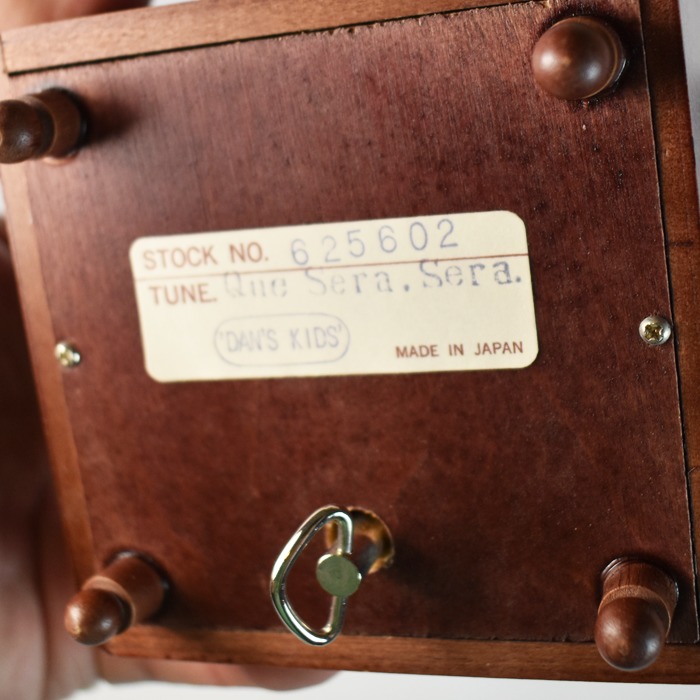 STOCK NO. 625602
TUNE. Que Sera, Sera.
'DAN'S KIDS'
MADE IN JAPAN